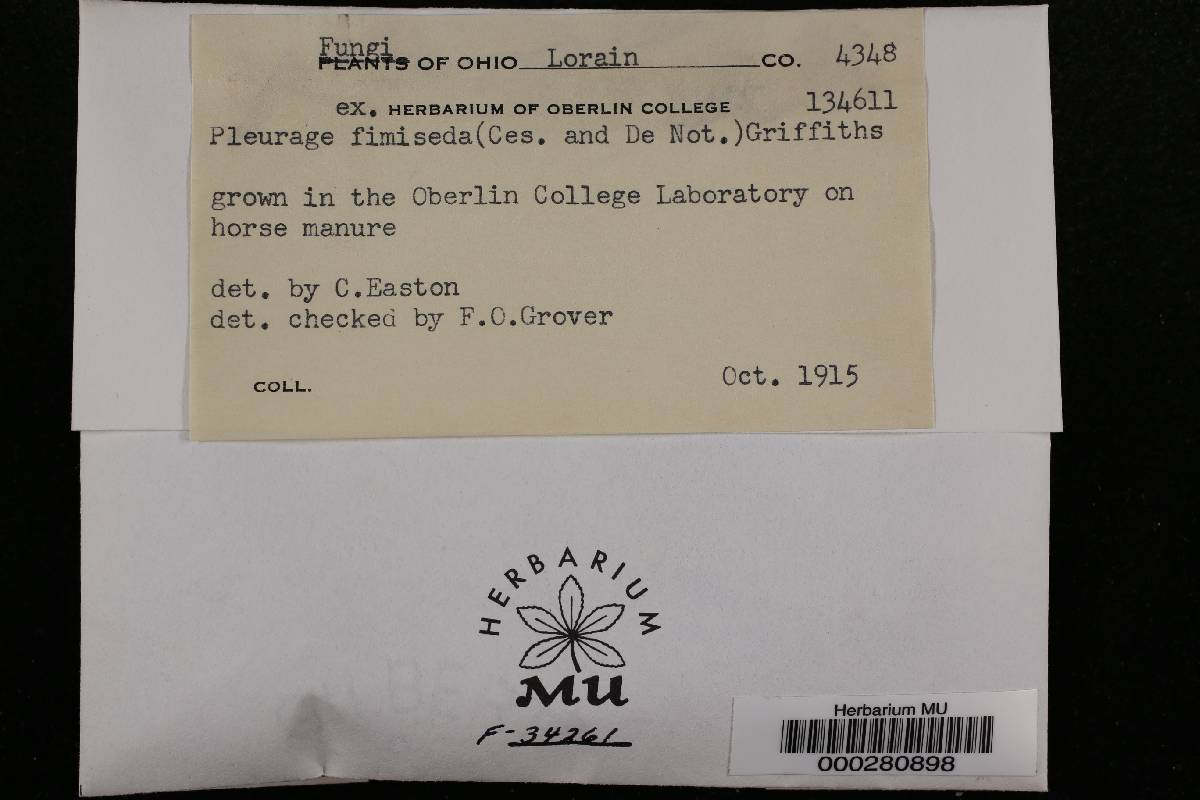 Fungi
PLANTS OF OHIO Lorain CO. 4348
ex. HERBARIUM OF OBERLIN COLLEGE 134611
Pleurage fimiseda(Ces. and De Not.)Griffiths
grown in the Oberlin College Laboratory on
horse manure
det. by C.Easton
det. checked by F.O.Grover
COLL. Oct. 1915
HERBARIUM
MU
F-34261
Herbarium MU
000280898